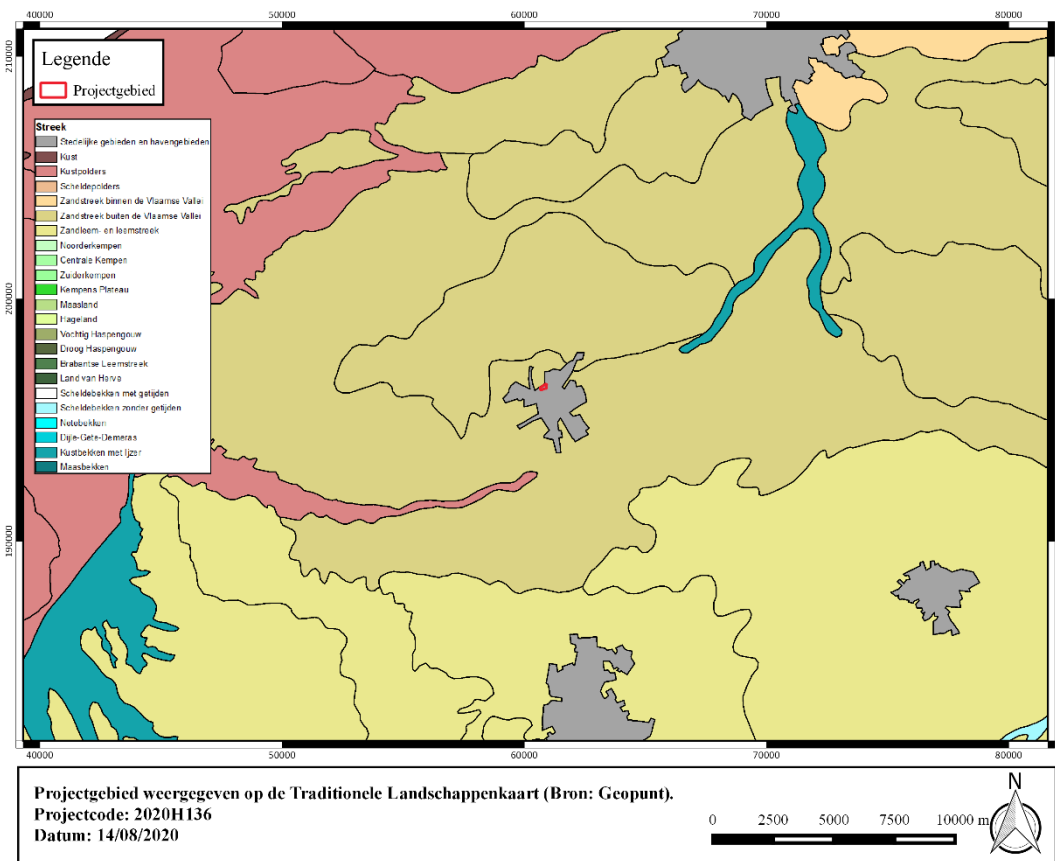 40000 50000 60000 70000 80000
210000
200000
190000
Legende
Projectgebied
Streek
Stedelijke gebieden en havengebieden
Kust
Kustpolders
Scheldepolders
Zandstreek binnen de Vlaamse Vallei
Zandstreek buiten de Vlaamse Vallei
Zandleem- en leemstreek
Noorderkempen
Centrale Kempen
Zuiderkempen
Kempens Plateau
Maasland
Hageland
Vochtig Haspengouw
Droog Haspengouw
Brabantse Leemstreek
Land van Herve
Scheldebekken met getijden
Scheldebekken zonder getijden
Netebekken
Dijle-Gete-Demeras
Kustbekken met Ijzer
Maasbekken
210000
200000
190000
40000 50000 60000 70000 80000
Projectgebied weergegeven op de Traditionele Landschappenkaart (Bron: Geopunt).
Projectcode: 2020H136
Datum: 14/08/2020
0 2500 5000 7500 10000 m
N